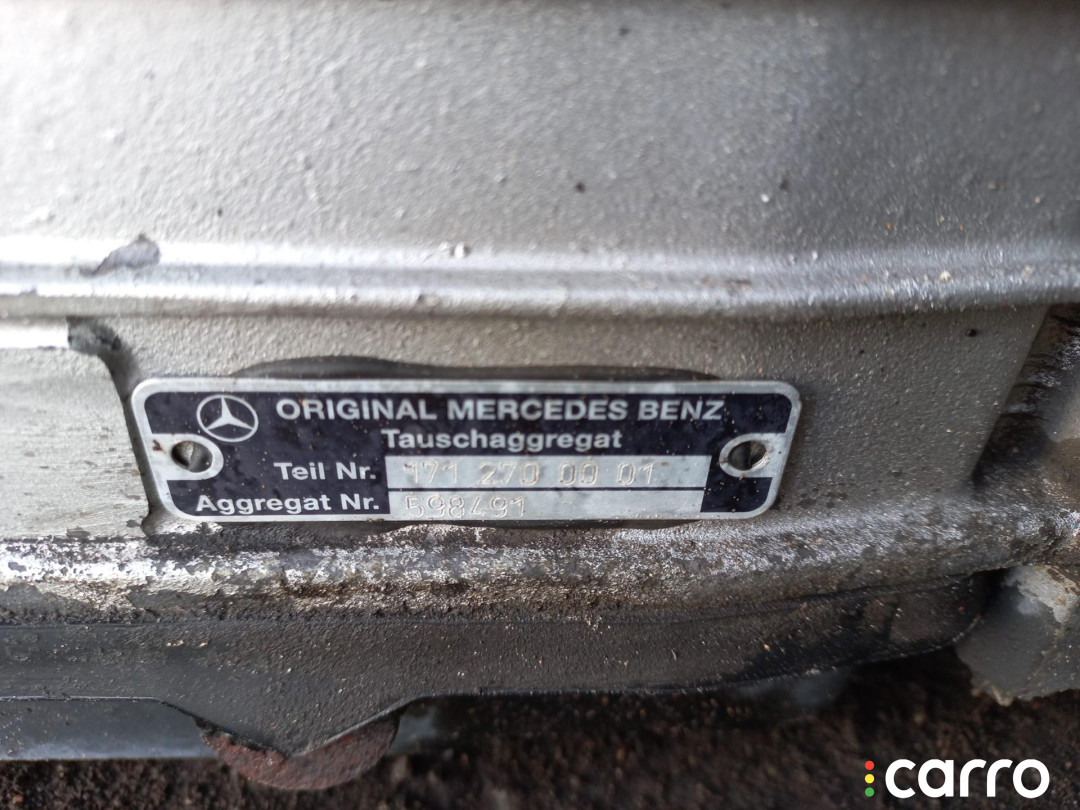 ORIGINAL MERCEDES BENZ
Tauschaggregat
Teil Nr. 171 270 00 01
Aggregat Nr. 598491
carro